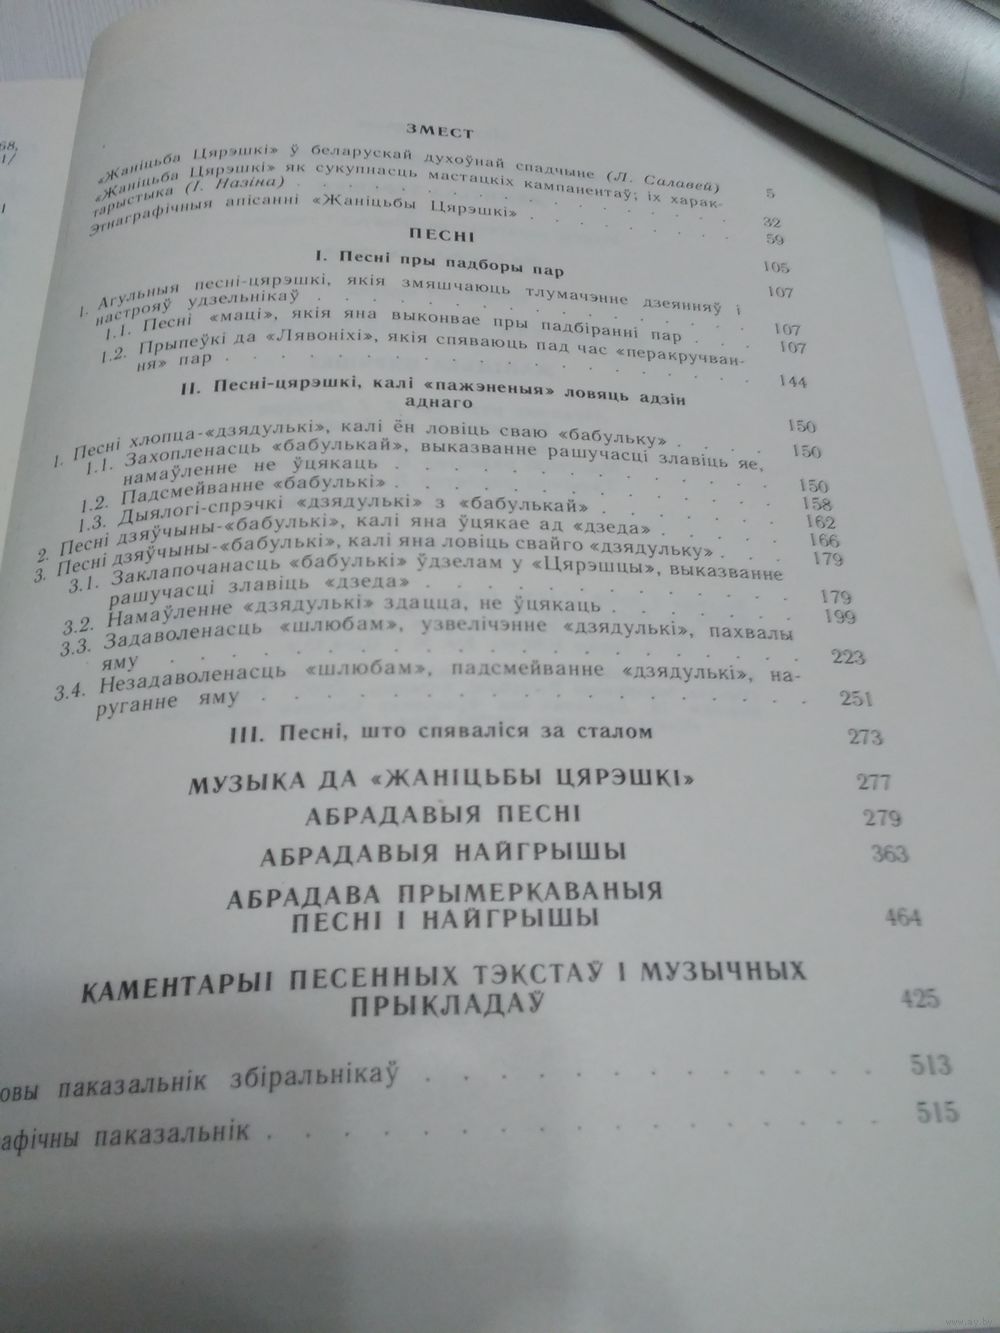 68,
1/
ЗМЕСТ
«Жаніцьба Цярэшкі» ў беларускай духоўнай спадчыне (Л. Салавей) 5
«Жаніцьба Цярэшкі» як сукупнасць мастацкіх кампанентаў; іх харак-
тарыстыка (І. Назіна) . . . . . . . . . . . . 32
Этнаграфічныя апісанні «Жаніцьбы Цярэшкі» . . . . . . 59
ПЕСНІ 105
І. Песні пры падборы пар 107
1. Агульныя песні-цярэшкі, якія змяшчаюць тлумачэнне дзеянняў і
настрояў удзельнікаў . . . . . . . . . . . . 107
1.1. Песні «маці», якія яна выконвае пры падбіранні пар . . . 107
1.2. Прыпеўкі да «Лявоніхі», якія спяваюць пад час «перакручван-
ня» пар . . . . . . . . . . . . . . 144
ІІ. Песні-цярэшкі, калі «пажэненыя» ловяць адзін
аднаго 150
1. Песні хлопца-«дзядулькі», калі ён ловіць сваю «бабульку» . . . . 150
1.1. Захопленасць «бабулькай», выказванне рашучасці злавіць яе,
намаўленне не ўцякаць . . . . . . . . . . . 150
1.2. Падсмейванне «бабулькі» . . . . . . . . . . . 158
1.3. Дыялогі-спрэчкі «дзядулькі» з «бабулькай» . . . . . . 162
2. Песні дзяўчыны-«бабулькі», калі яна ўцякае ад «дзеда» . . . . . 166
3. Песні дзяўчыны-«бабулькі», калі яна ловіць свайго «дзядульку» . . . 179
3.1. Заклапочанасць «бабулькі» ўдзелам у «Цярэшцы», выказванне
рашучасці злавіць «дзеда» . . . . . . . . . . . 179
3.2. Намаўленне «дзядулькі» здацца, не ўцякаць . . . . . . 199
3.3. Задаволенасць «шлюбам», узвелічэнне «дзядулькі», пахвалы
яму . . . . . . . . . . . . . . . . 223
3.4. Незадаволенасць «шлюбам», падсмейванне «дзядулькі», на-
руганне яму . . . . . . . . . . . . . . 251
ІІІ. Песні, што спяваліся за сталом 273
МУЗЫКА ДА «ЖАНІЦЬБЫ ЦЯРЭШКІ» 277
АБРАДАВЫЯ ПЕСНІ 279
АБРАДАВЫЯ НАЙГРЫШЫ 363
АБРАДАВА ПРЫМЕРКАВАНЫЯ
ПЕСНІ І НАЙГРЫШЫ 464
КАМЕНТАРЫІ ПЕСЕННЫХ ТЭКСТАЎ І МУЗЫЧНЫХ
ПРЫКЛАДАЎ 425
овы паказальнік збіральнікаў . . . . . . . . . . . 513
афічны паказальнік . . . . . . . . . . . . . . 515
www.ay.by